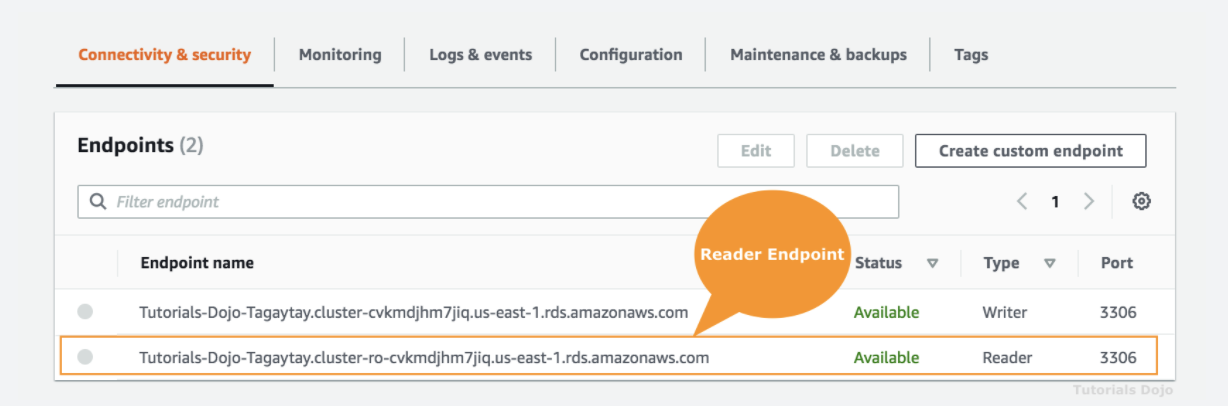 Connectivity & security Monitoring Logs & events Configuration Maintenance & backups Tags
Endpoints (2)
Edit Delete Create custom endpoint
Filter endpoint
1
Reader Endpoint
Endpoint name Status Type Port
Tutorials-Dojo-Tagaytay.cluster-cvkmdjhm7jiq.us-east-1.rds.amazonaws.com Available Writer 3306
Tutorials-Dojo-Tagaytay.cluster-ro-cvkmdjhm7jiq.us-east-1.rds.amazonaws.com Available Reader 3306
Tutorials Dojo